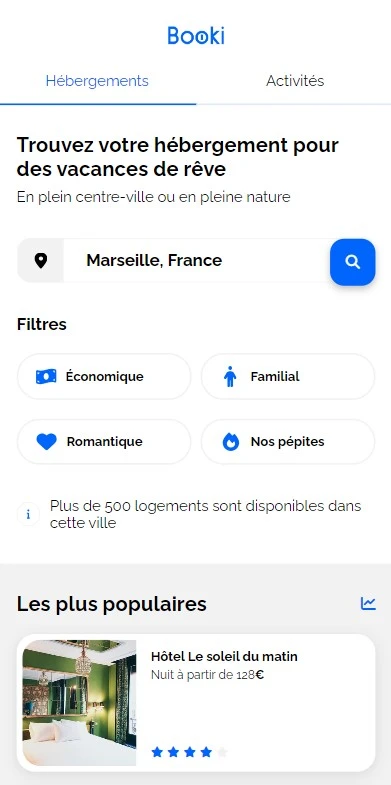 Booki
Hébergements
Activités
Trouvez votre hébergement pour
des vacances de rêve
En plein centre-ville ou en pleine nature
Marseille, France
Filtres
Économique
Familial
Romantique
Nos pépites
Plus de 500 logements sont disponibles dans
cette ville
Les plus populaires
Hôtel Le soleil du matin
Nuit à partir de 128€